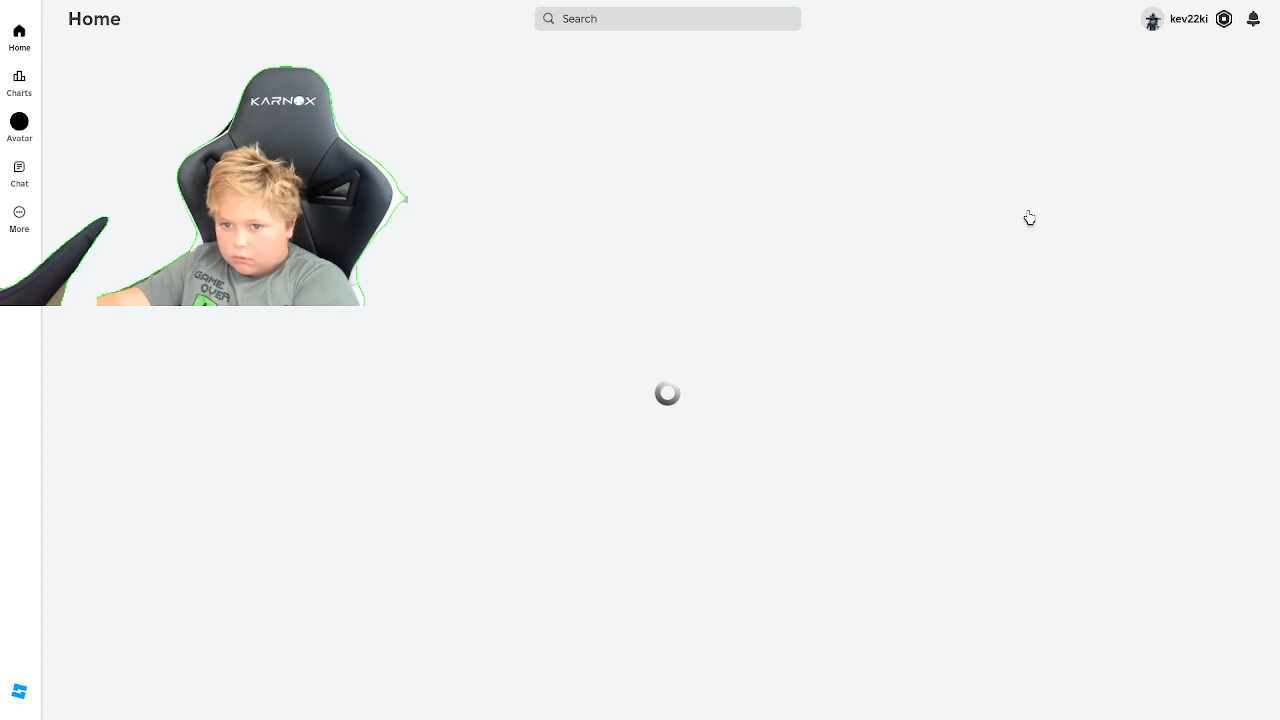 Home
Search
kev22ki
Home
Charts
Avatar
Chat
More
KARNOX
GAME
OVER